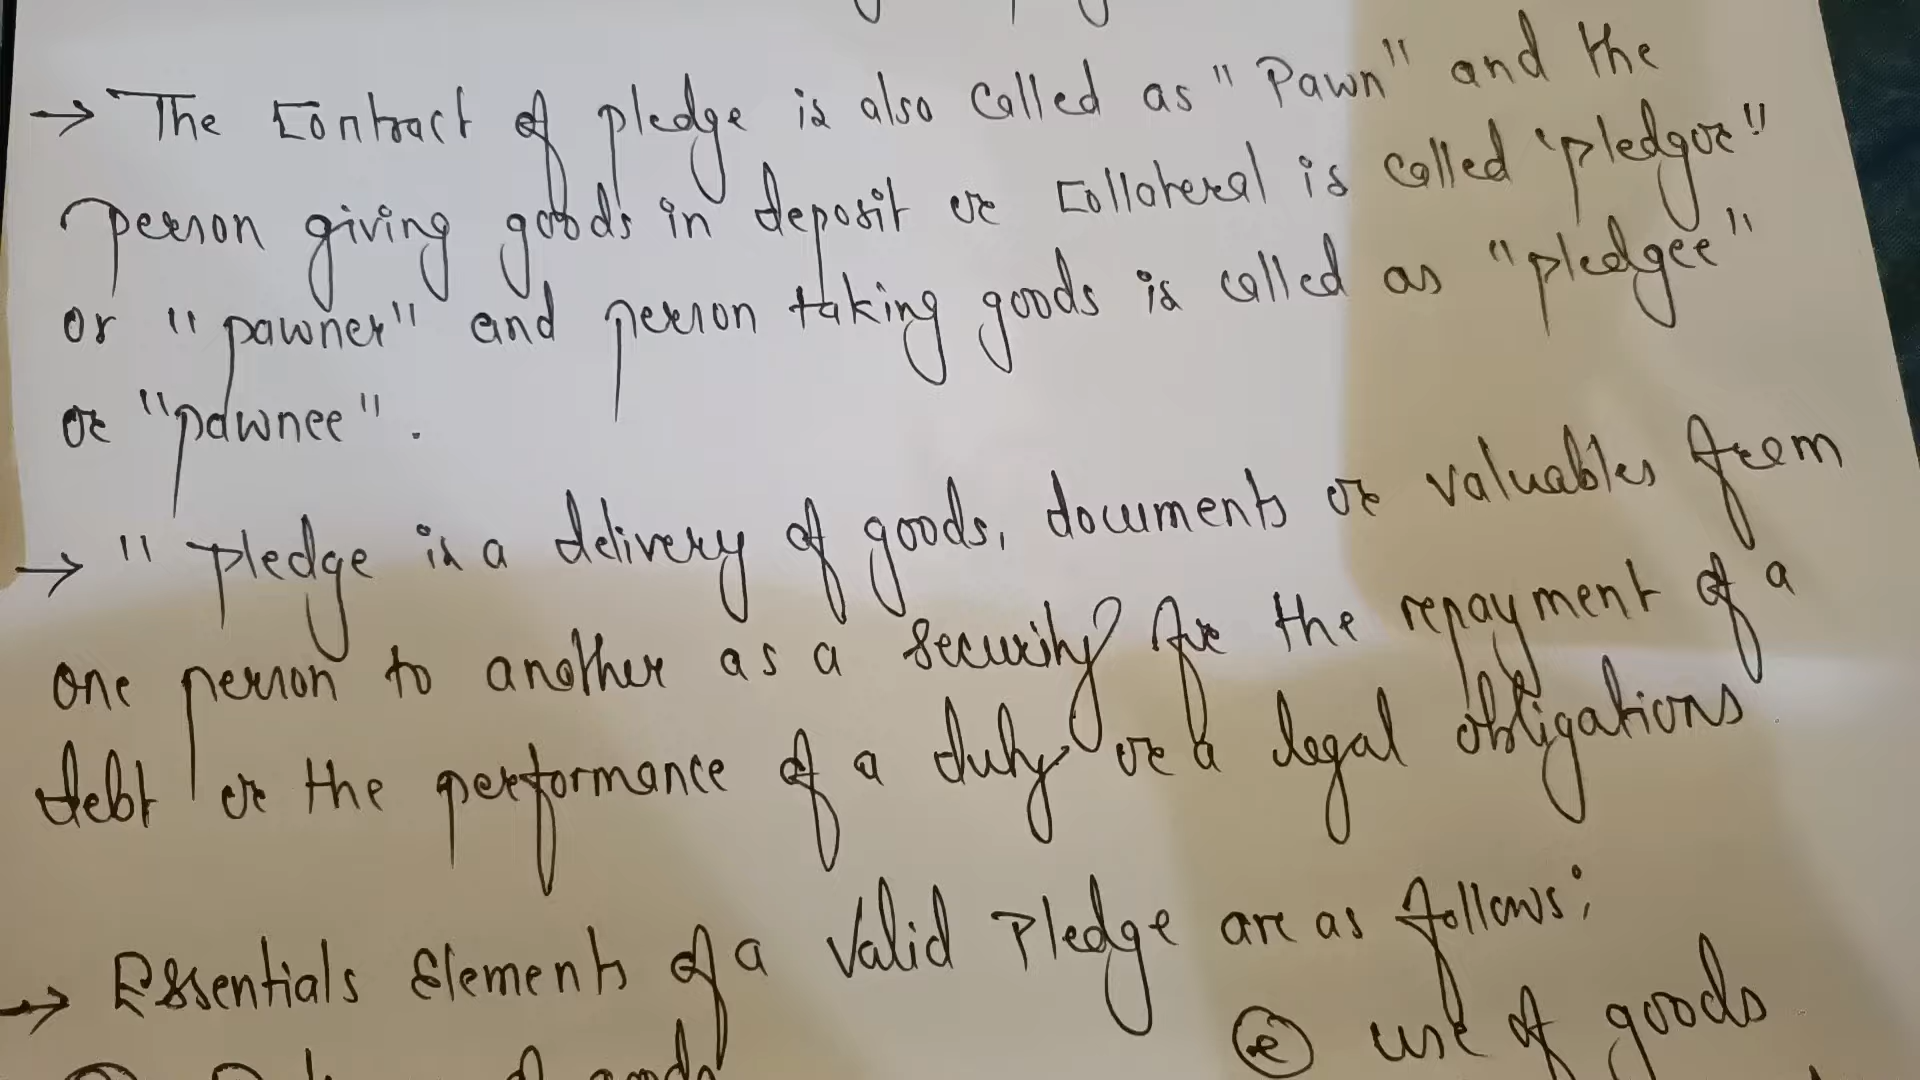 → The Contract of pledge is also called as "Pawn" and the
person giving goods in deposit or Collateral is called 'pledgor"
or "pawner" and person taking goods is called as "pledgee"
or "pawnee".
→ "Pledge is a delivery of goods, documents or valuables from
one person to another as a security for the repayment of a
debt or the performance of a duty or a legal obligations
→ Essentials Elements of a Valid Pledge are as follows:
(e) use of goods
of goods